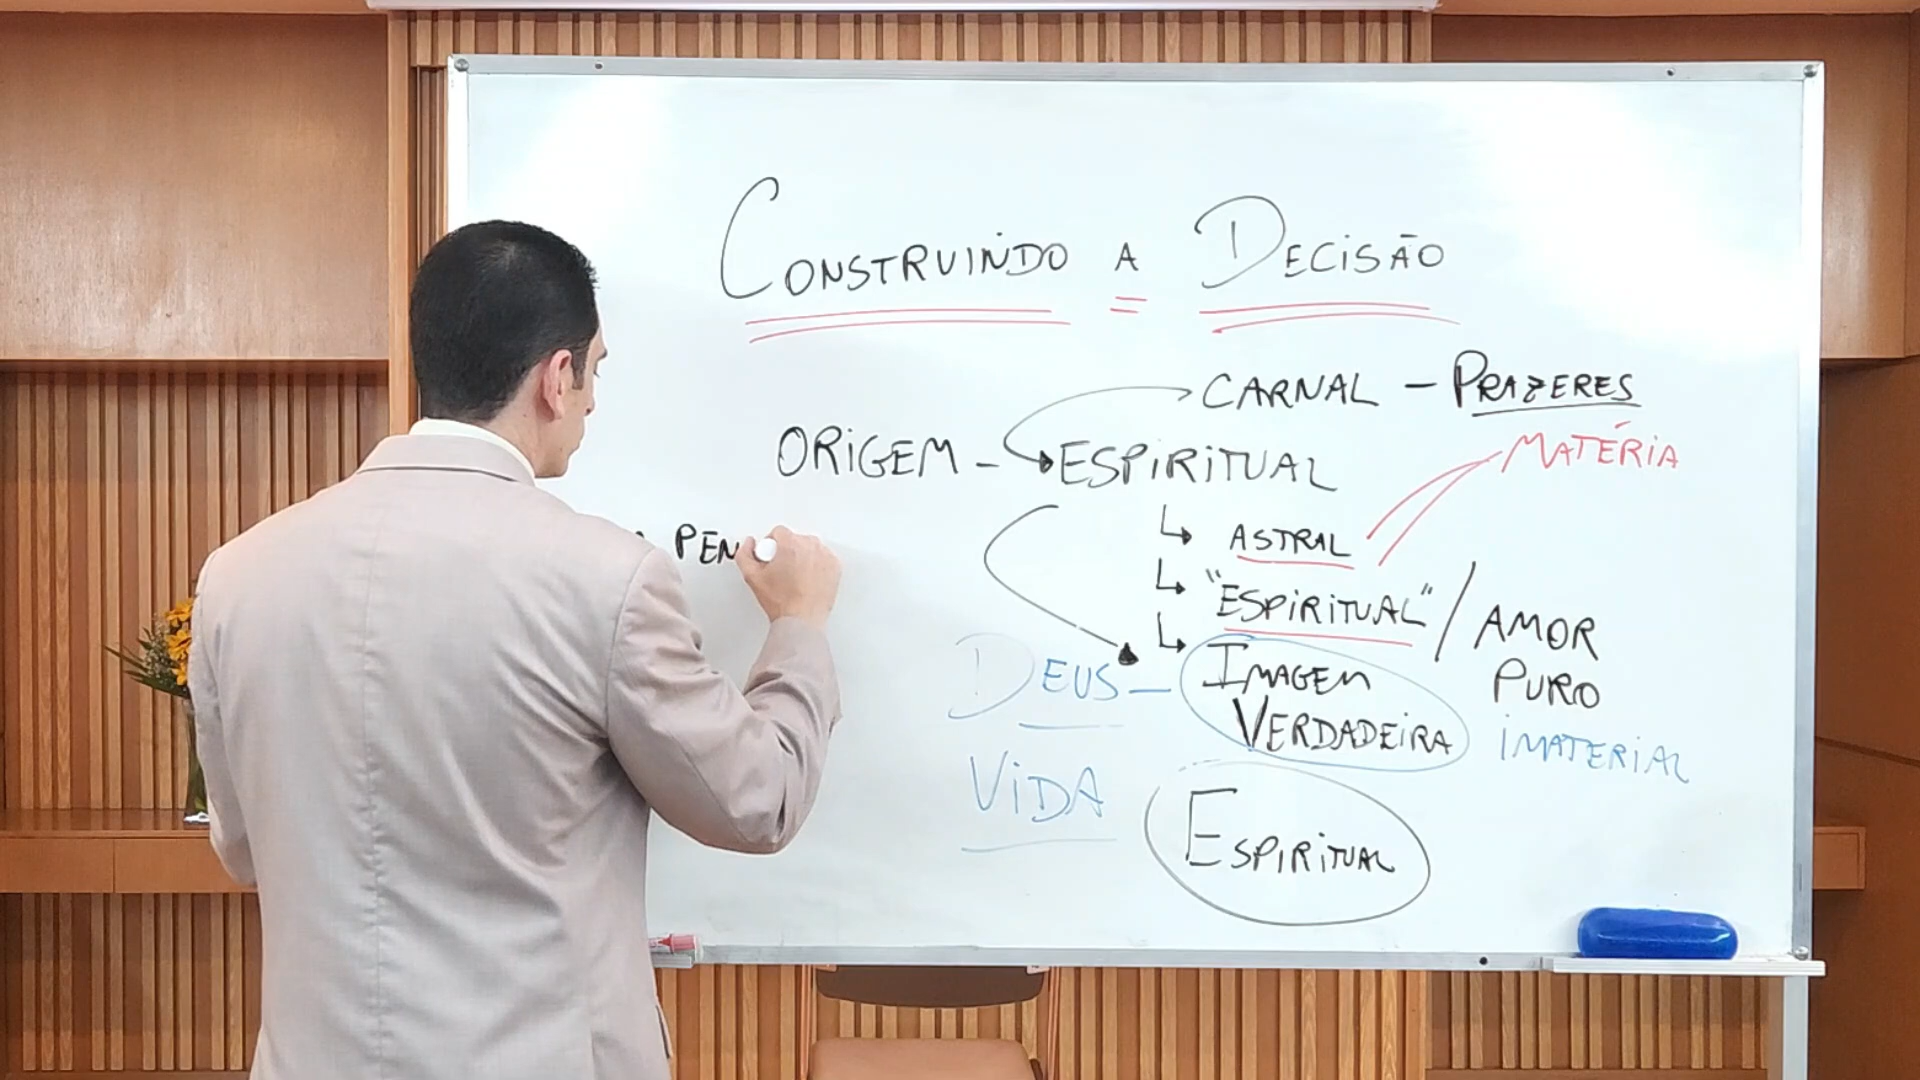 CONSTRUINDO A DECISÃO
CARNAL - PRAZERES
ORIGEM - ESPIRITUAL
MATÉRIA
ASTRAL
PEN
"ESPIRITUAL" / AMOR
PURO
DEUS - IMAGEM
VERDADEIRA
IMATERIAL
VIDA
ESPIRITUAL